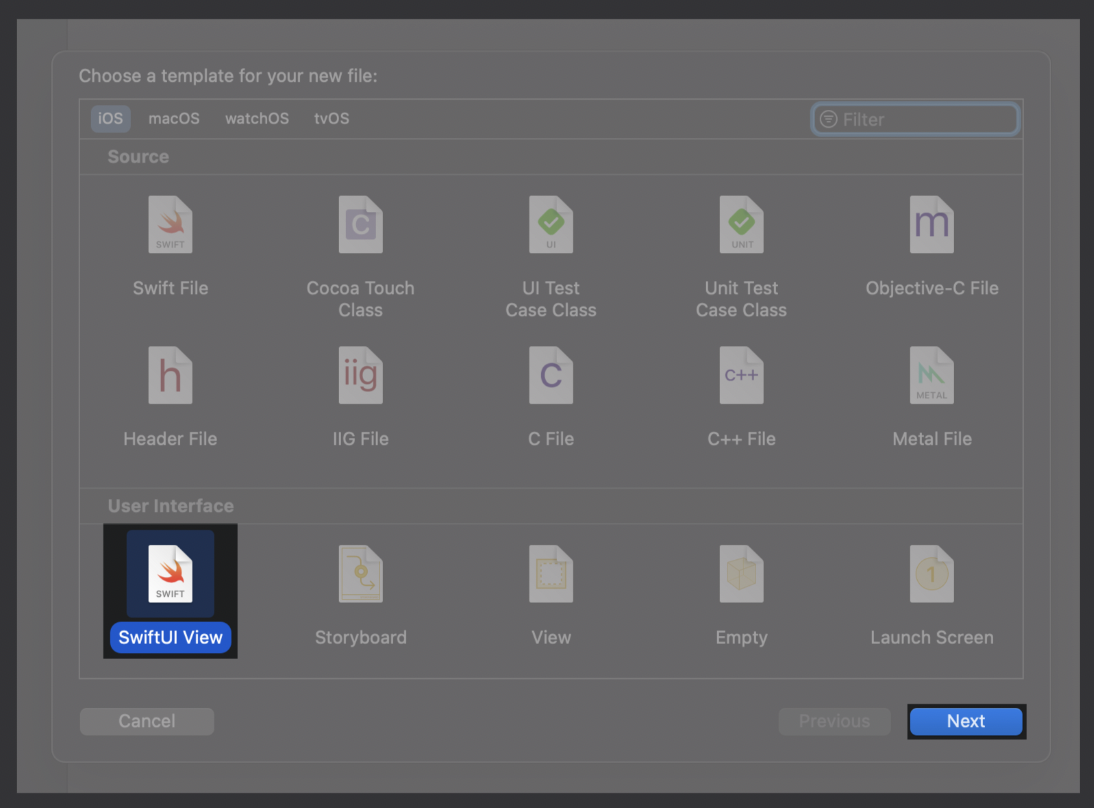 Choose a template for your new file:
iOS macOS watchOS tvOS Filter
Source
SWIFT
C
UI
UNIT
m
Swift File
Cocoa Touch
Class
UI Test
Case Class
Unit Test
Case Class
Objective-C File
h
iig
C
C++
METAL
Header File
IIG File
C File
C++ File
Metal File
User Interface
SWIFT
1
SwiftUI View
Storyboard
View
Empty
Launch Screen
Cancel
Previous
Next